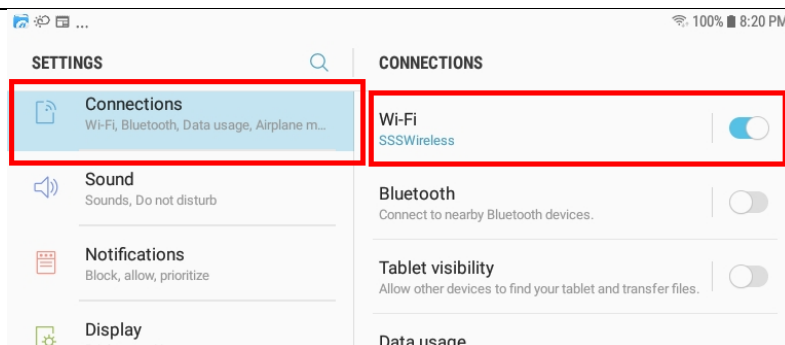 ... 100% 8:20 PM
SETTINGS
Connections
Wi-Fi, Bluetooth, Data usage, Airplane m...
Sound
Sounds, Do not disturb
Notifications
Block, allow, prioritize
Display
CONNECTIONS
Wi-Fi
SSSWireless
Bluetooth
Connect to nearby Bluetooth devices.
Tablet visibility
Allow other devices to find your tablet and transfer files.
Data usage